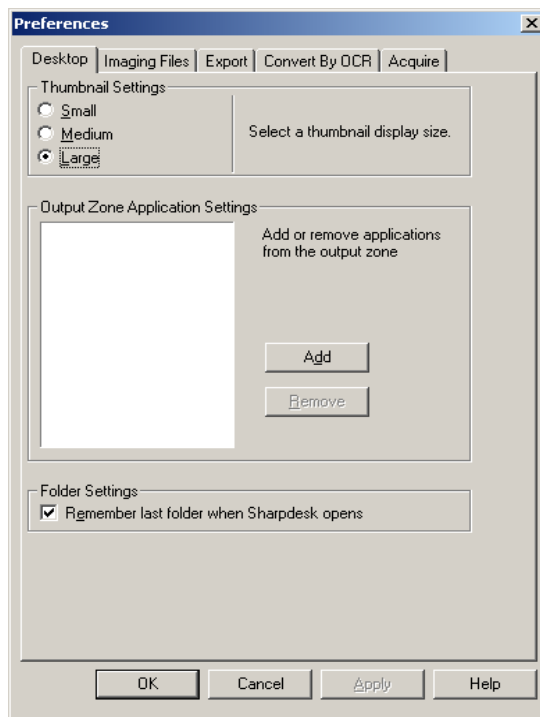 Preferences
Desktop Imaging Files Export Convert By OCR Acquire
Thumbnail Settings
Small
Medium
Large
Select a thumbnail display size.
Output Zone Application Settings
Add or remove applications
from the output zone
Add
Remove
Folder Settings
Remember last folder when Sharpdesk opens
OK Cancel Apply Help